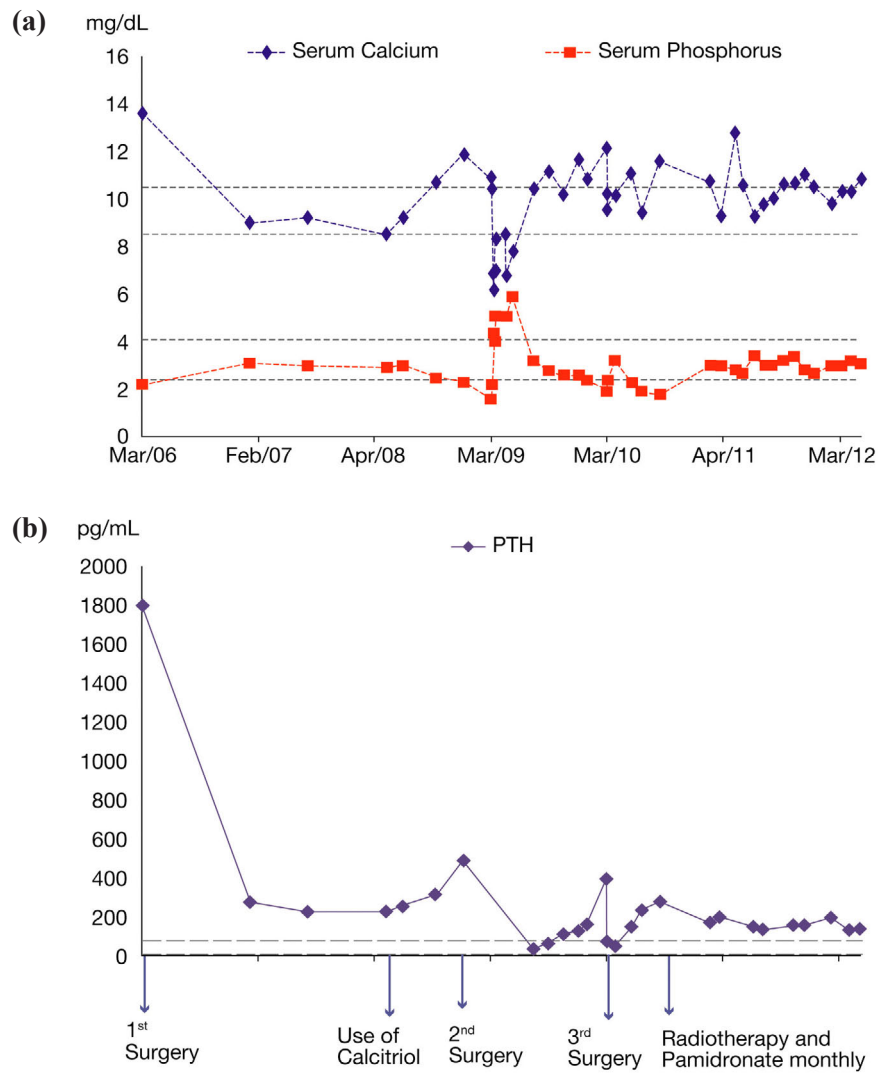 (a)
mg/dL
Serum Calcium
Serum Phosphorus
16
14
12
10
8
6
4
2
0
Mar/06 Feb/07 Apr/08 Mar/09 Mar/10 Apr/11 Mar/12
(b)
pg/mL
PTH
2000
1800
1600
1400
1200
1000
800
600
400
200
0
1st
Surgery
Use of
Calcitriol
2nd
Surgery
3rd
Surgery
Radiotherapy and
Pamidronate monthly